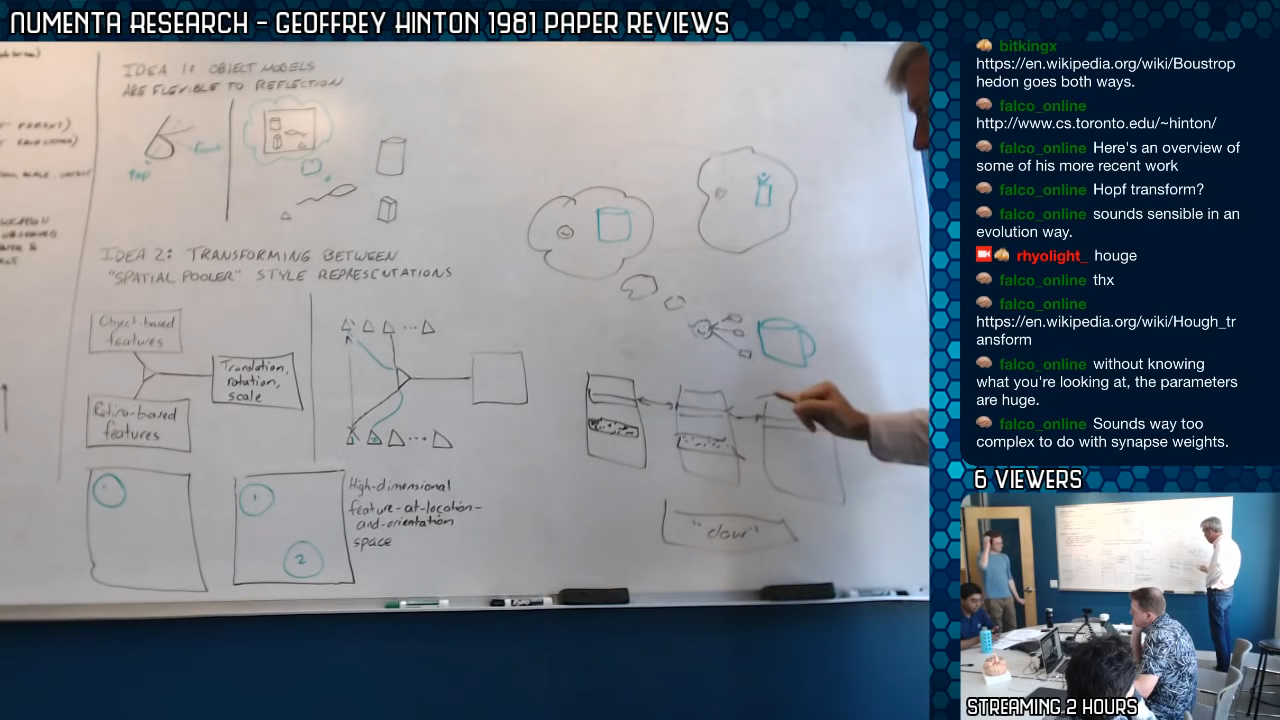 NUMENTA RESEARCH - GEOFFREY HINTON 1981 PAPER REVIEWS
IDEA 1: OBJECT MODELS
ARE FLEXIBLE TO REFLECTION
PARENT)
top
front
IDEA 2: TRANSFORMING BETWEEN
"SPATIAL POOLER" STYLE REPRESENTATIONS
LOCATION
Object-based
features
Translation,
rotation,
scale
Retina-based
features
1
1
2
High-dimensional
feature-at-location-
and-orientation
space
bitkingx
https://en.wikipedia.org/wiki/Boustrop
hedon goes both ways.
falco_online
http://www.cs.toronto.edu/~hinton/
falco_online Here's an overview of
some of his more recent work
falco_online Hopf transform?
falco_online sounds sensible in an
evolution way.
rhyolight_ houge
falco_online thx
falco_online
https://en.wikipedia.org/wiki/Hough_tr
ansform
falco_online without knowing
what you're looking at, the parameters
are huge.
falco_online Sounds way too
complex to do with synapse weights.
6 VIEWERS
STREAMING 2 HOURS